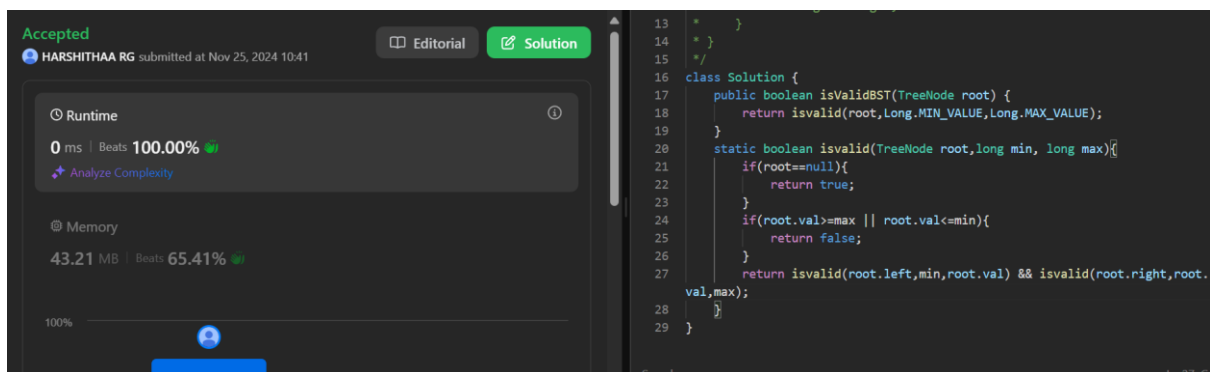 Accepted
HARSHITHAA RG submitted at Nov 25, 2024 10:41
Editorial
Solution
Runtime
0 ms | Beats 100.00%
Analyze Complexity
Memory
43.21 MB | Beats 65.41%
100%
13 * }
14 * }
15 */
16 class Solution {
17 public boolean isValidBST(TreeNode root) {
18 return isvalid(root,Long.MIN_VALUE,Long.MAX_VALUE);
19 }
20 static boolean isvalid(TreeNode root,long min, long max){
21 if(root==null){
22 return true;
23 }
24 if(root.val>=max || root.val<=min){
25 return false;
26 }
27 return isvalid(root.left,min,root.val) && isvalid(root.right,root.
val,max);
28 }
29 }